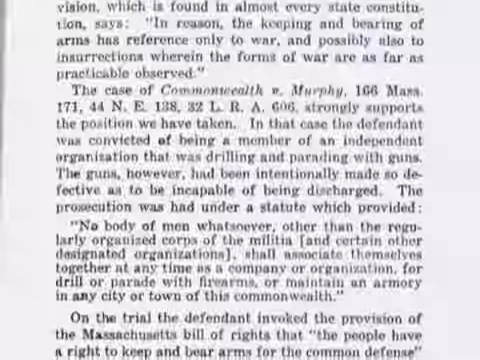 vision, which is found in almost every state constitu-
tion, says: "In reason, the keeping and bearing of
arms has reference only to war, and possibly also to
insurrections wherein the forms of war are as far as
practicable observed."
The case of Commonwealth v. Murphy, 166 Mass.
171, 44 N. E. 138, 32 L. R. A. 606, strongly supports
the position we have taken. In that case the defendant
was convicted of being a member of an independent
organization that was drilling and parading with guns.
The guns, however, had been intentionally made so de-
fective as to be incapable of being discharged. The
prosecution was had under a statute which provided:
"No body of men whatsoever, other than the regu-
larly organized corps of the militia [and certain other
designated organizations], shall associate themselves
together at any time as a company or organization, for
drill or parade with firearms, or maintain an armory
in any city or town of this commonwealth."
On the trial the defendant invoked the provision of
the Massachusetts bill of rights that "the people have
a right to keep and bear arms for the common defense"